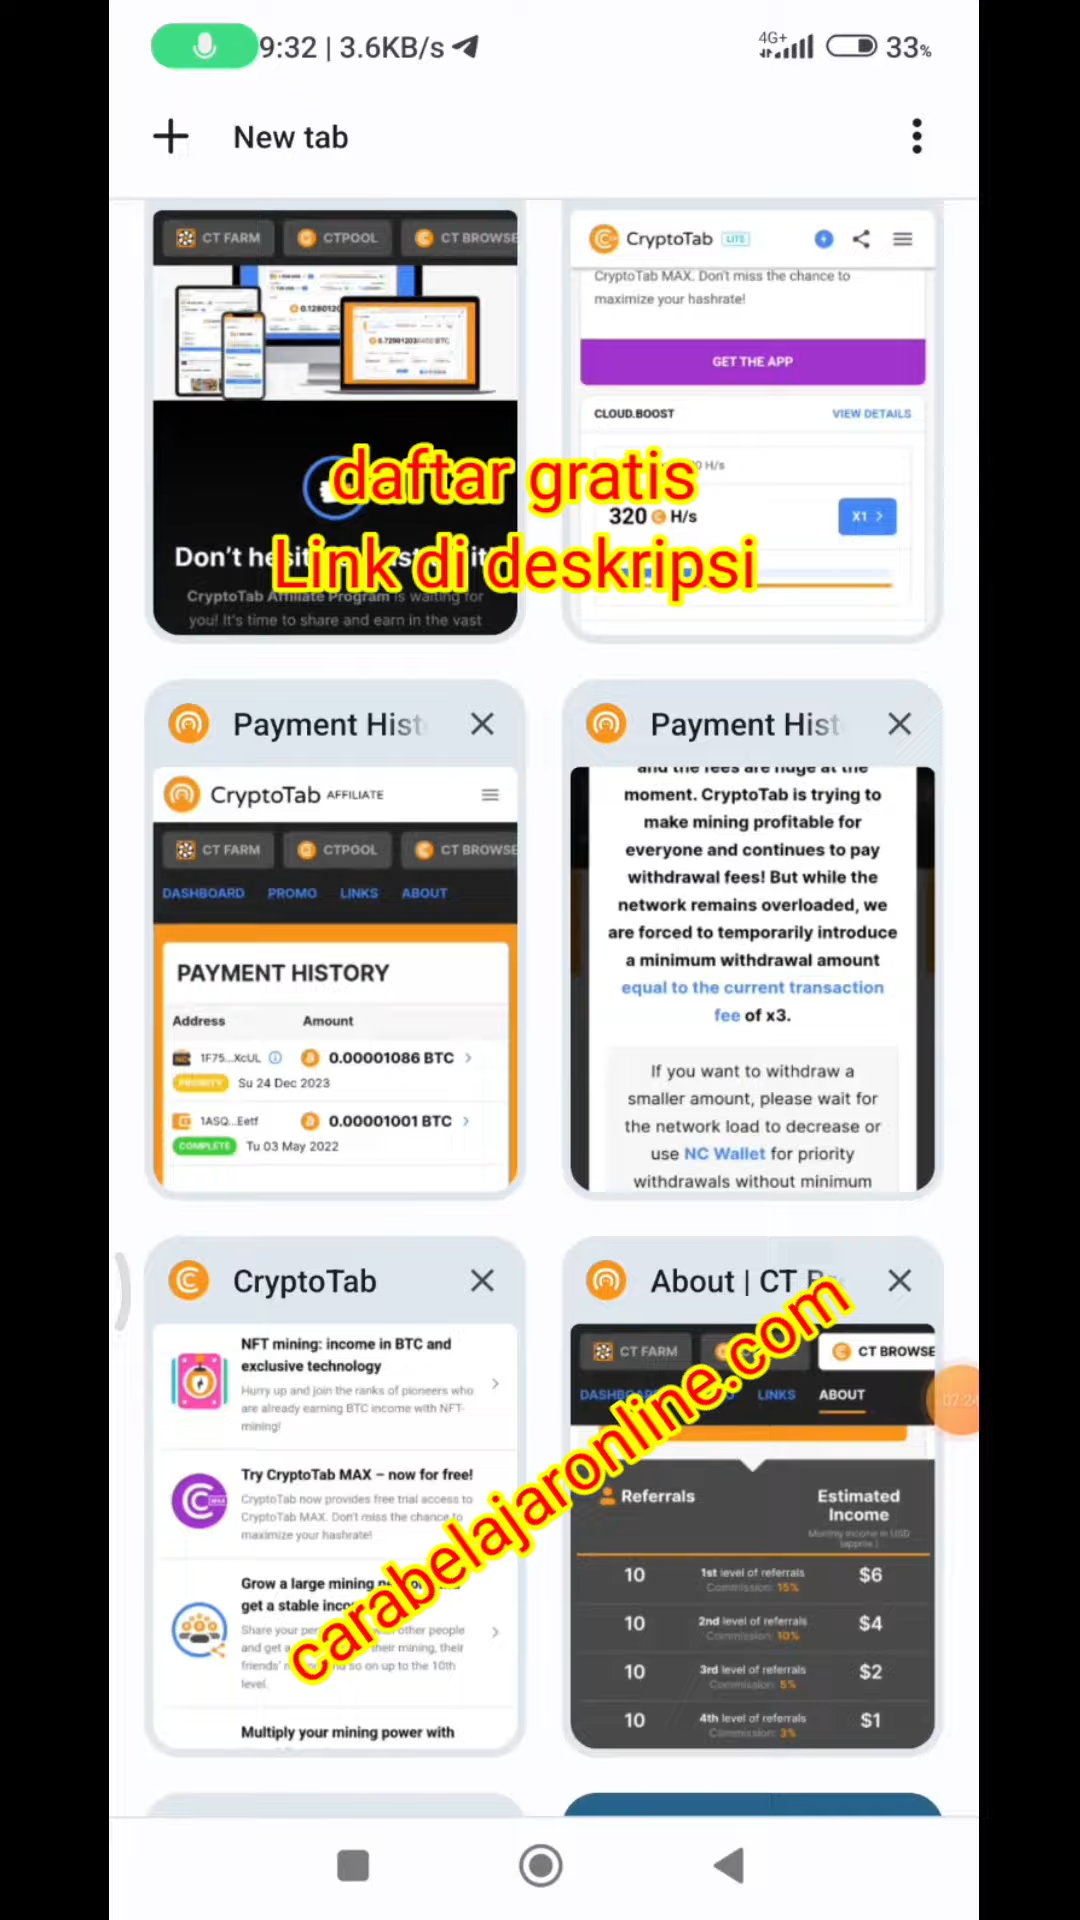 9:32 | 3.6KB/s
4G+
33%
New tab
CT FARM
CTPOOL
CT BROWSE
0.12801
CryptoTab LITE
CryptoTab MAX. Don't miss the chance to
maximize your hashrate!
GET THE APP
CLOUD.BOOST
VIEW DETAILS
H/s
320 H/s
X1 >
daftar gratis
Link di deskripsi
Don't
CryptoTab Affiliate Program is waiting for
you! It's time to share and earn in the vast
Payment Hist
CryptoTab AFFILIATE
CT FARM
CTPOOL
CT BROWSE
DASHBOARD
PROMO
LINKS
ABOUT
PAYMENT HISTORY
Address
Amount
1F75...XcUL
0.00001086 BTC
PRIORITY
Su 24 Dec 2023
1ASQ...Eetf
0.00001001 BTC
COMPLETE
Tu 03 May 2022
Payment Hist
and the fees are huge at the
moment. CryptoTab is trying to
make mining profitable for
everyone and continues to pay
withdrawal fees! But while the
network remains overloaded, we
are forced to temporarily introduce
a minimum withdrawal amount
equal to the current transaction
fee of x3.
If you want to withdraw a
smaller amount, please wait for
the network load to decrease or
use NC Wallet for priority
withdrawals without minimum
CryptoTab
NFT mining: income in BTC and
exclusive technology
Hurry up and join the ranks of pioneers who
are already earning BTC income with NFT-
mining!
Try CryptoTab MAX – now for free!
CryptoTab now provides free trial access to
CryptoTab MAX. Don't miss the chance to
maximize your hashrate!
Grow a large mining
get a stable
Share your other people
and get a their mining, their
friends' so on up to the 10th
level.
Multiply your mining power with
About | CT
CT FARM
CT BROWSE
DASHBOARD
LINKS
ABOUT
07:24
Referrals
Estimated
Income
Monthly income in USD
(approx.)
10
1st level of referrals
Commission: 15%
$6
10
2nd level of referrals
Commission: 10%
$4
10
3rd level of referrals
Commission: 5%
$2
10
4th level of referrals
Commission: 3%
$1
carabelajaronline.com